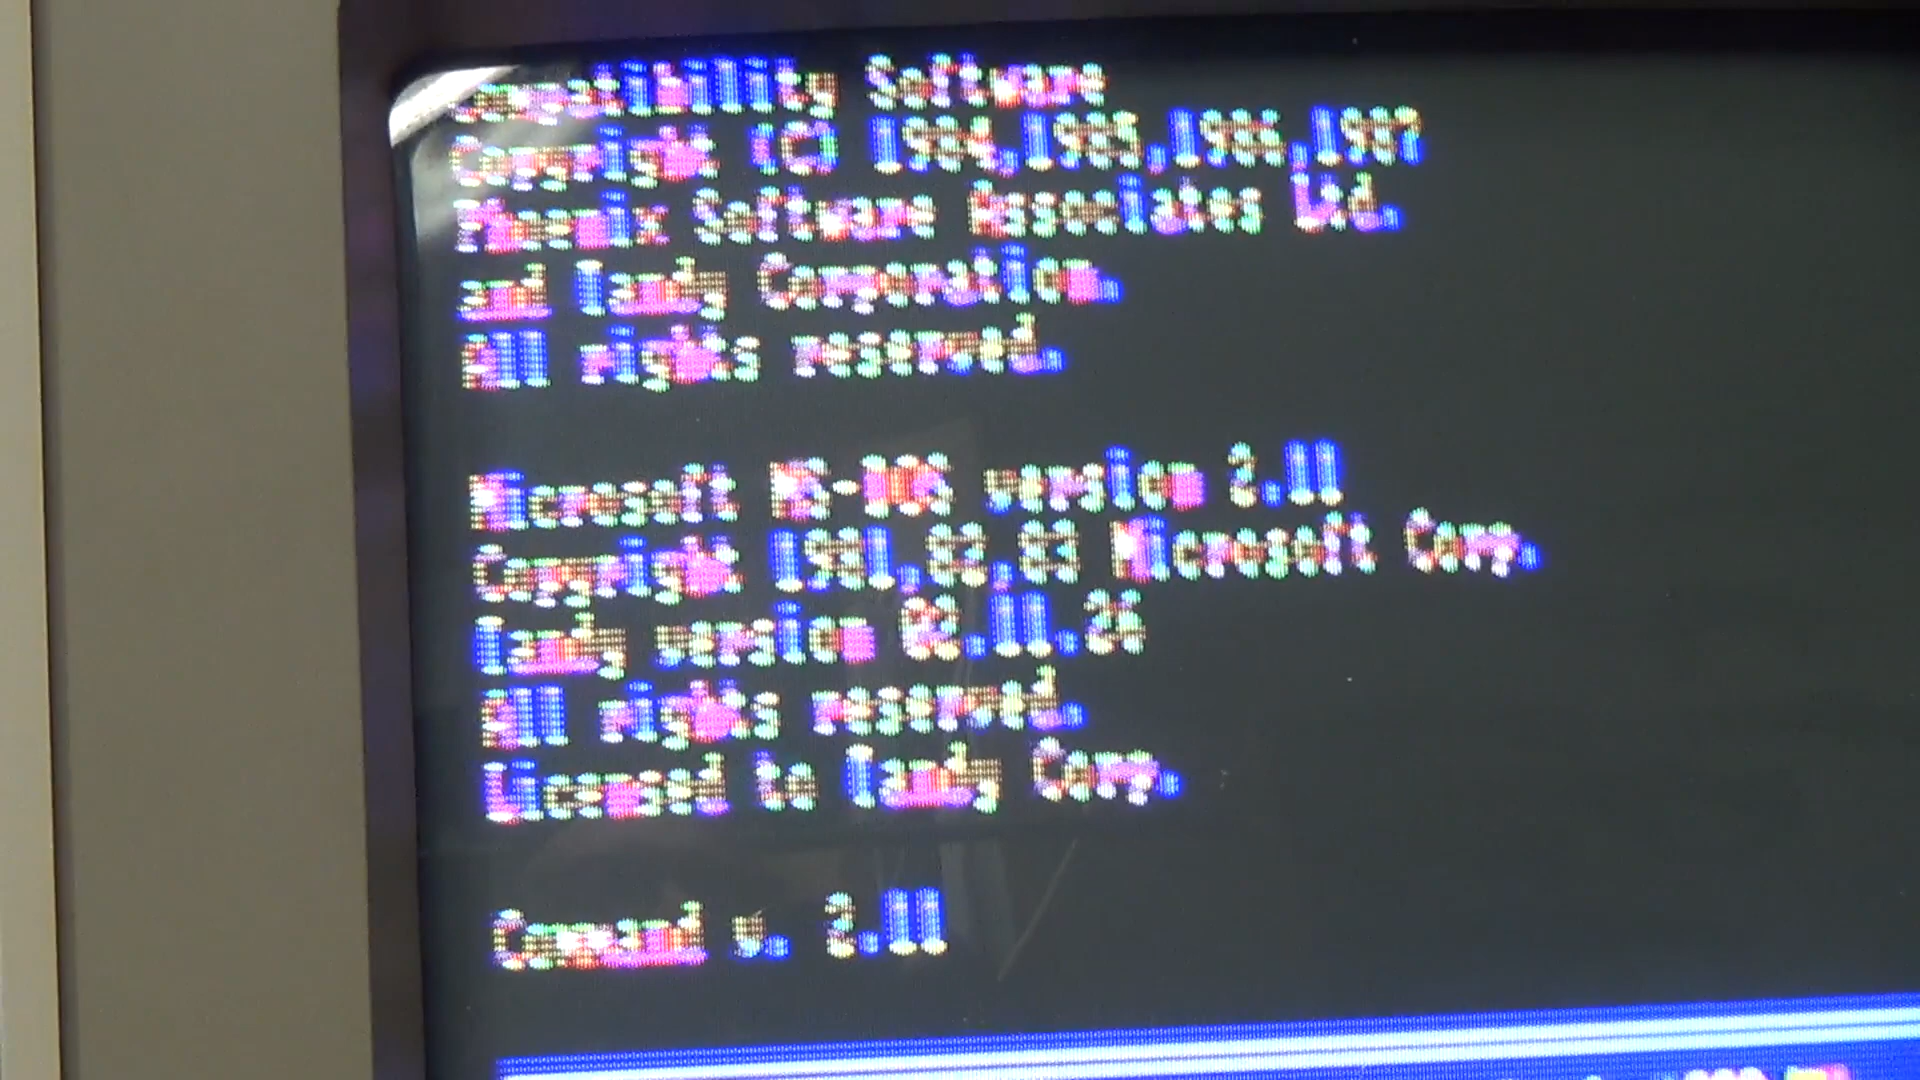 Compatibility Software
Copyright (C) 1984,1985,1986,1987
Phoenix Software Associates Ltd.
and Tandy Corporation.
All rights reserved.
Microsoft MS-DOS version 2.11
Copyright 1981,82,83 Microsoft Corp.
Tandy version 02.11.26
All rights reserved.
Licensed to Tandy Corp.
Command v. 2.11